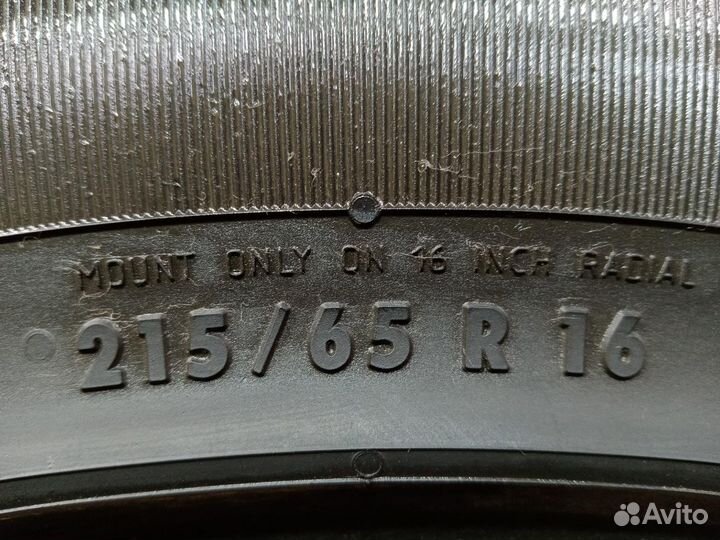 MOUNT ONLY ON 16 INCH RADIAL
215/65 R 16
Avito